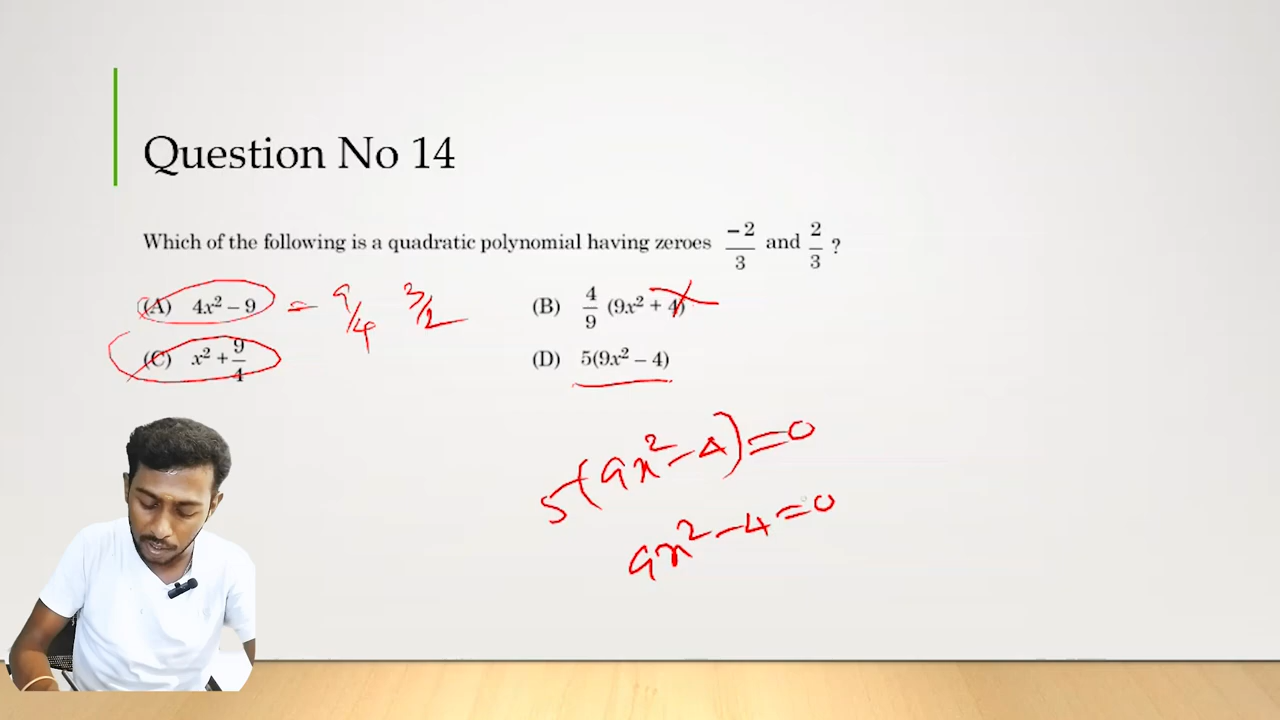 Question No 14
Which of the following is a quadratic polynomial having zeroes -2/3 and 2/3 ?
(A) 4x² – 9 = 9/4 3/2
(B) 4/9 (9x² + 4)
(C) x² + 9/4
(D) 5(9x² – 4)
5(9x² – 4) = 0
9x² – 4 = 0